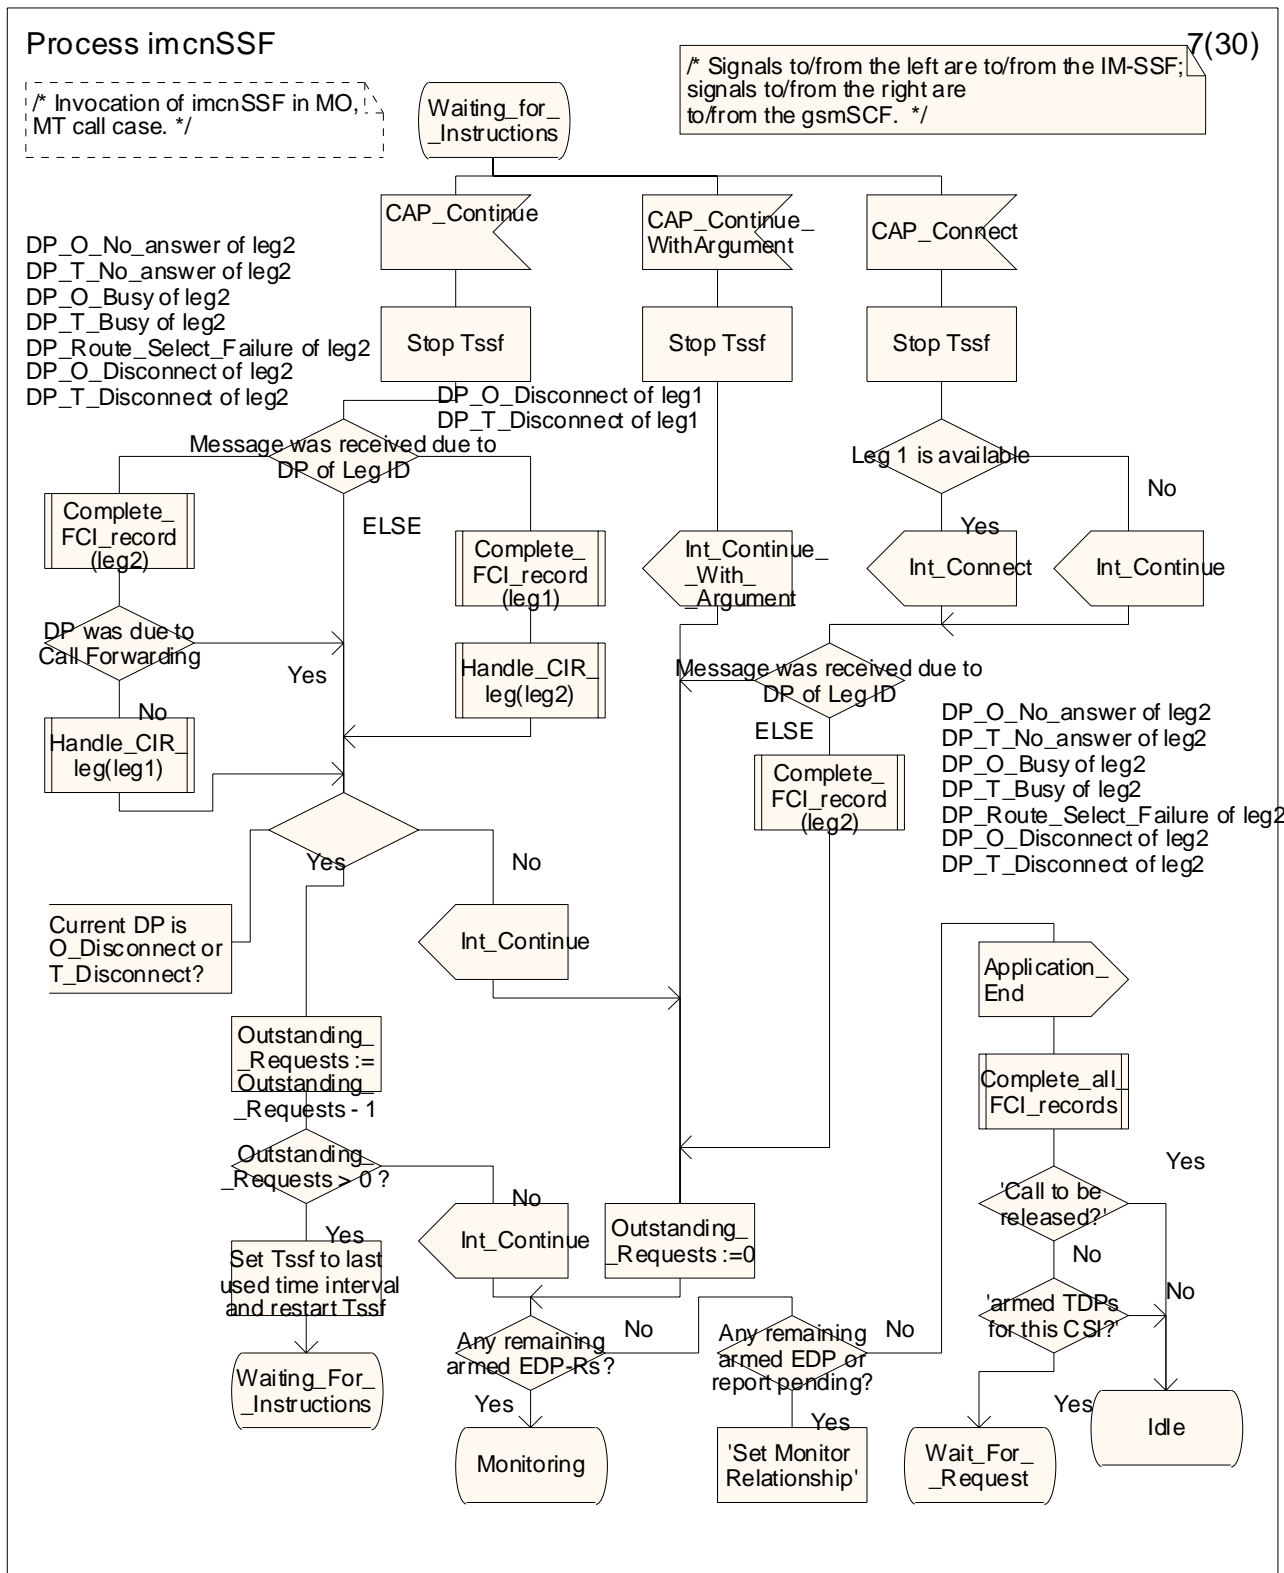 Process imcnSSF
7(30)
/* Invocation of imcnSSF in MO,
MT call case. */
/* Signals to/from the left are to/from the IM-SSF;
signals to/from the right are
to/from the gsmSCF. */
Waiting_for_
_Instructions
CAP_Continue
CAP_Continue_
WithArgument
CAP_Connect
DP_O_No_answer of leg2
DP_T_No_answer of leg2
DP_O_Busy of leg2
DP_T_Busy of leg2
DP_Route_Select_Failure of leg2
DP_O_Disconnect of leg2
DP_T_Disconnect of leg2
Stop Tssf
Stop Tssf
Stop Tssf
DP_O_Disconnect of leg1
DP_T_Disconnect of leg1
Message was received due to
DP of Leg ID
Leg 1 is available
No
Yes
Complete_
FCI_record
(leg2)
ELSE
Complete_
FCI_record
(leg1)
Int_Continue_
_With_
_Argument
Int_Connect
Int_Continue
DP was due to
Call Forwarding
Yes
No
Handle_CIR_
leg(leg2)
Handle_CIR_
leg(leg1)
Message was received due to
DP of Leg ID
ELSE
Complete_
FCI_record
(leg2)
DP_O_No_answer of leg2
DP_T_No_answer of leg2
DP_O_Busy of leg2
DP_T_Busy of leg2
DP_Route_Select_Failure of leg2
DP_O_Disconnect of leg2
DP_T_Disconnect of leg2
Yes
No
Current DP is
O_Disconnect or
T_Disconnect?
Int_Continue
Application_
End
Outstanding_
_Requests :=
Outstanding_
_Requests - 1
Complete_all_
FCI_records
Outstanding_
_Requests > 0 ?
No
Yes
Yes
'Call to be
released?'
No
Int_Continue
Outstanding_
_Requests :=0
Set Tssf to last
used time interval
and restart Tssf
'armed TDPs
for this CSI?'
No
Any remaining
armed EDP-Rs?
No
Any remaining
armed EDP or
report pending?
No
Waiting_For_
_Instructions
Yes
Yes
Yes
Monitoring
'Set Monitor
Relationship'
Wait_For_
_Request
Idle